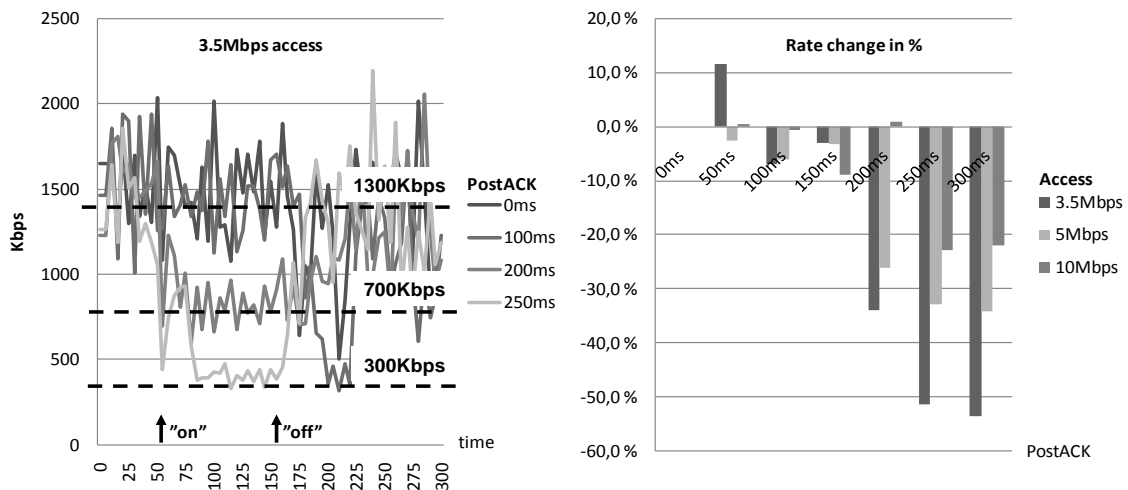 2500
2000
1500
1000
500
0
Kbps
3.5Mbps access
1300Kbps
700Kbps
300Kbps
PostACK
0ms
100ms
200ms
250ms
”on”
”off”
time
0
25
50
75
100
125
150
175
200
225
250
275
300
20,0 %
10,0 %
0,0 %
-10,0 %
-20,0 %
-30,0 %
-40,0 %
-50,0 %
-60,0 %
Rate change in %
0ms
50ms
100ms
150ms
200ms
250ms
300ms
Access
3.5Mbps
5Mbps
10Mbps
PostACK